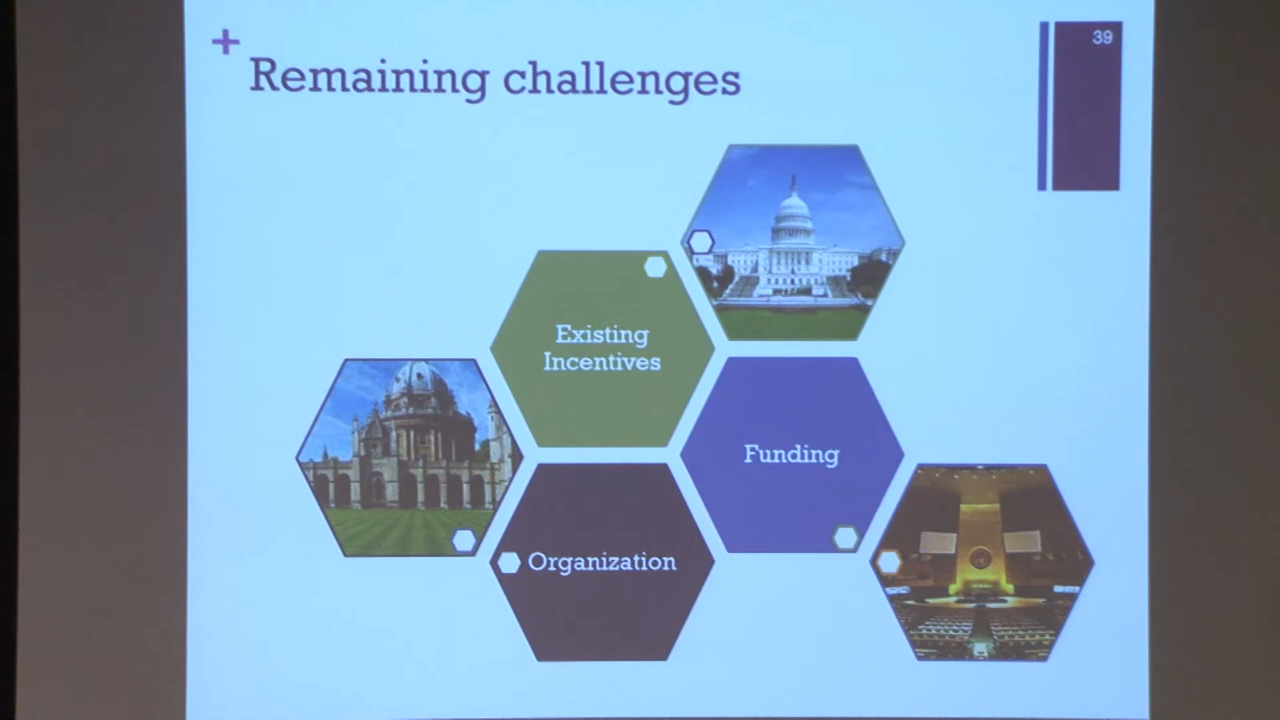 +
Remaining challenges
39
Existing
Incentives
Funding
Organization